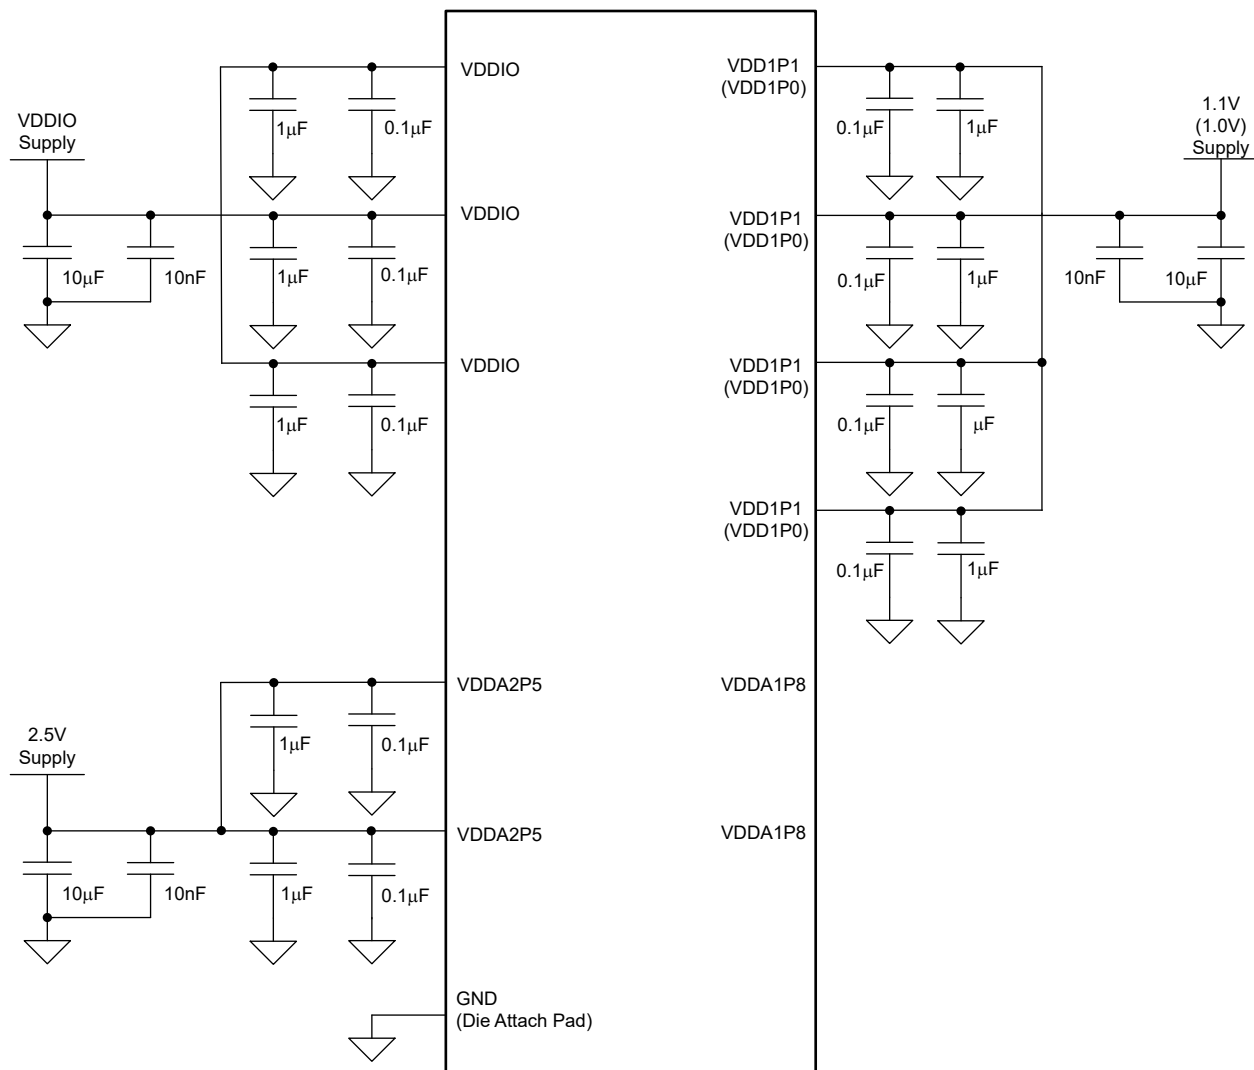 VDDIO
Supply
10μF
10nF
1μF
0.1μF
1μF
0.1μF
1μF
0.1μF
VDDIO
VDDIO
VDDIO
2.5V
Supply
10μF
10nF
1μF
0.1μF
1μF
0.1μF
VDDA2P5
VDDA2P5
GND
(Die Attach Pad)
VDD1P1
(VDD1P0)
VDD1P1
(VDD1P0)
VDD1P1
(VDD1P0)
VDD1P1
(VDD1P0)
VDDA1P8
VDDA1P8
0.1μF
1μF
0.1μF
1μF
0.1μF
μF
0.1μF
1μF
10nF
10μF
1.1V
(1.0V)
Supply